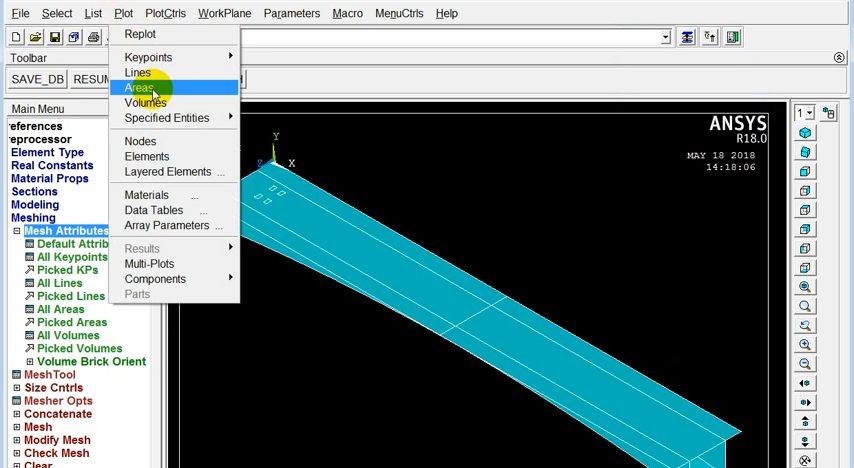 File Select List Plot PlotCtrls WorkPlane Parameters Macro MenuCtrls Help
Toolbar
SAVE_DB RESUM
Replot
Keypoints
Lines
Areas
Volumes
Specified Entities
Nodes
Elements
Layered Elements ...
Materials ...
Data Tables ...
Array Parameters ...
Results
Multi-Plots
Components
Parts
Main Menu
eferences
eprocessor
Element Type
Real Constants
Material Props
Sections
Modeling
Meshing
Mesh Attributes
Default Attrib
All Keypoints
Picked KPs
All Lines
Picked Lines
All Areas
Picked Areas
All Volumes
Picked Volumes
Volume Brick Orient
MeshTool
Size Cntrls
Mesher Opts
Concatenate
Mesh
Modify Mesh
Check Mesh
Clear
Y
Z X
ANSYS
R18.0
MAY 18 2018
14:18:06
1